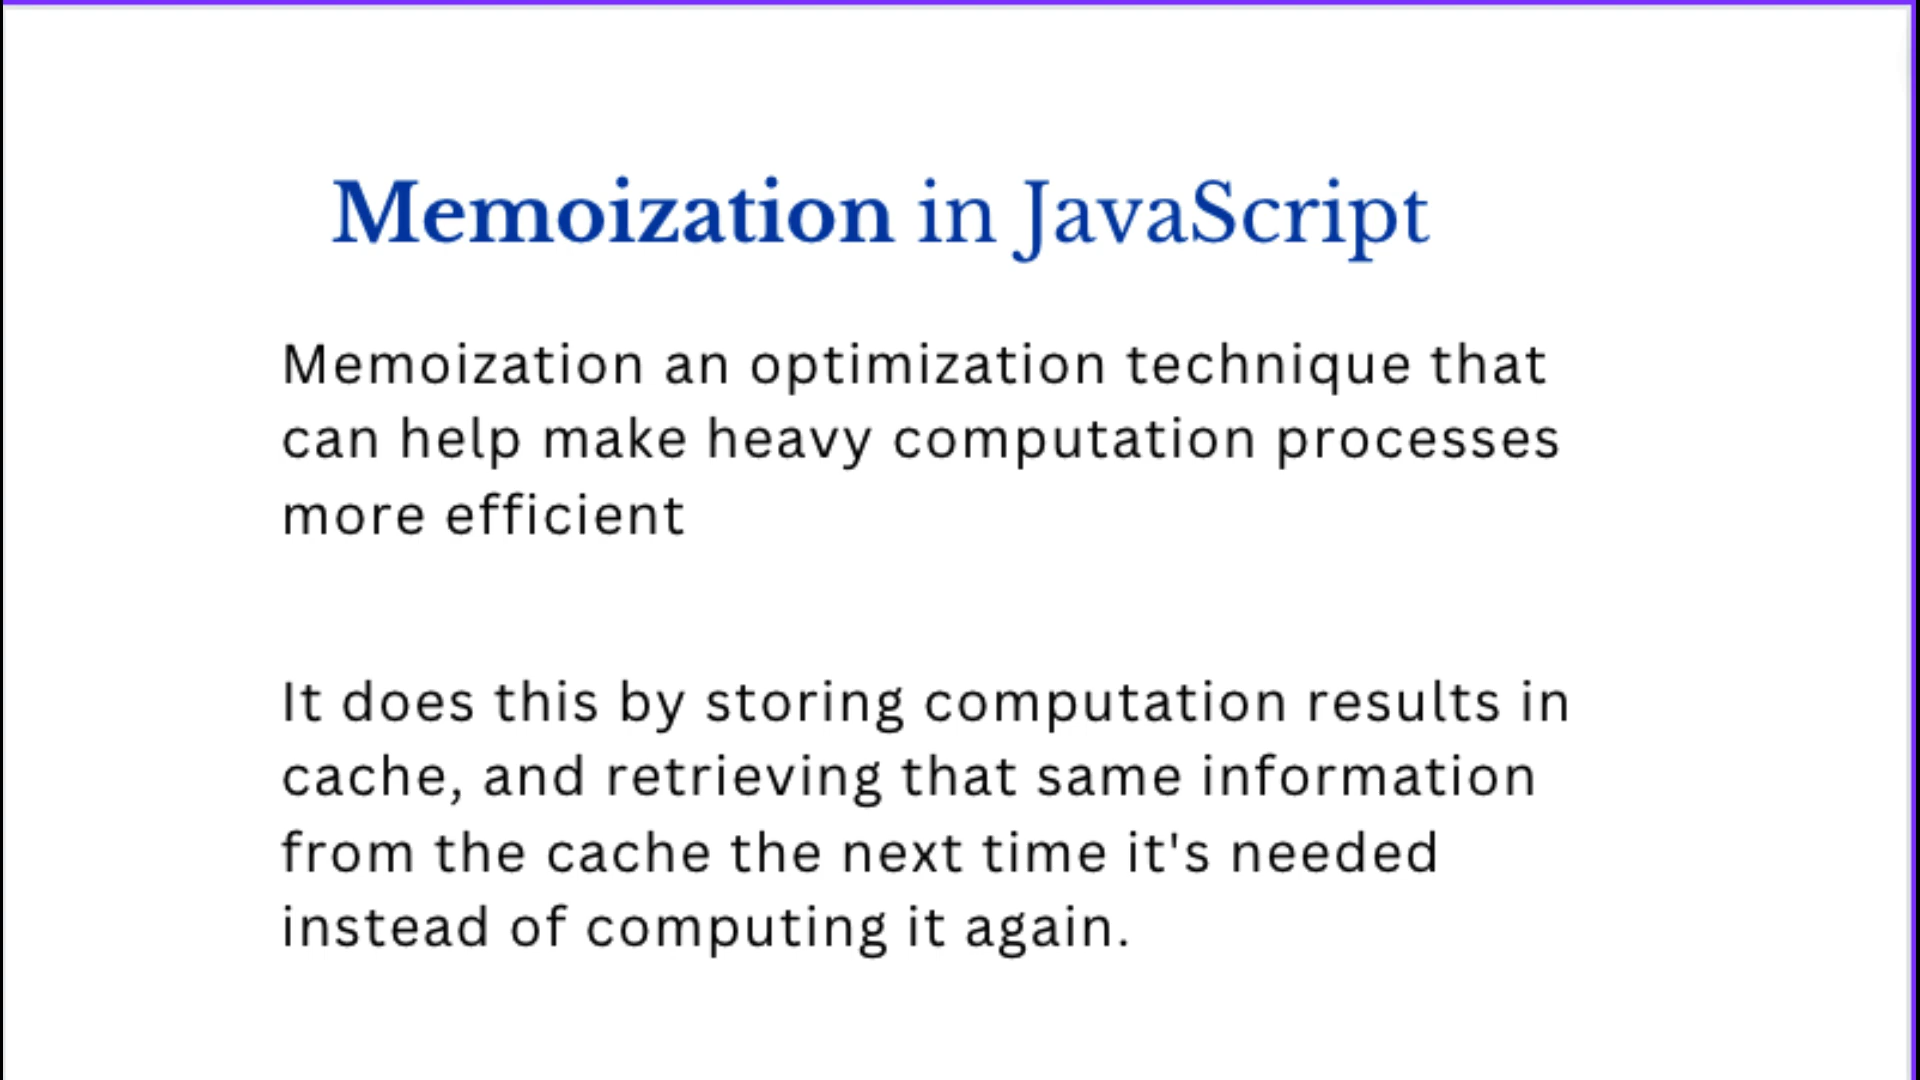 Memoization in JavaScript
Memoization an optimization technique that
can help make heavy computation processes
more efficient
It does this by storing computation results in
cache, and retrieving that same information
from the cache the next time it's needed
instead of computing it again.